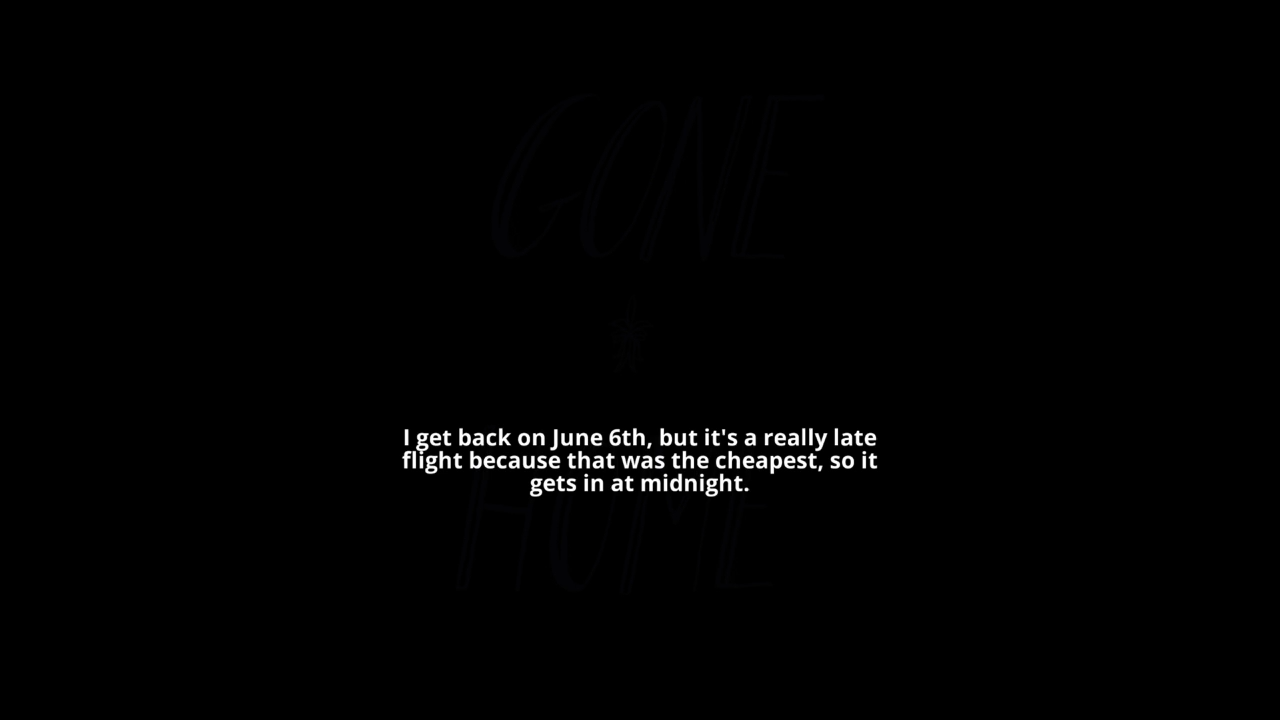 GONE
I get back on June 6th, but it's a really late
flight because that was the cheapest, so it
gets in at midnight.
HOME